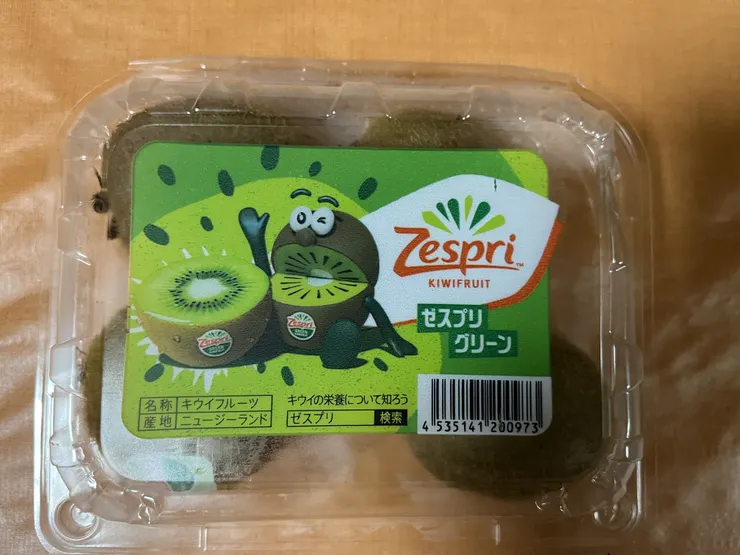 Zespri™
KIWIFRUIT
ゼスプリ
グリーン
Zespri
Zespri
名称 キウイフルーツ
産地 ニュージーランド
キウイの栄養について知ろう
ゼスプリ 検索
4 535141 200973